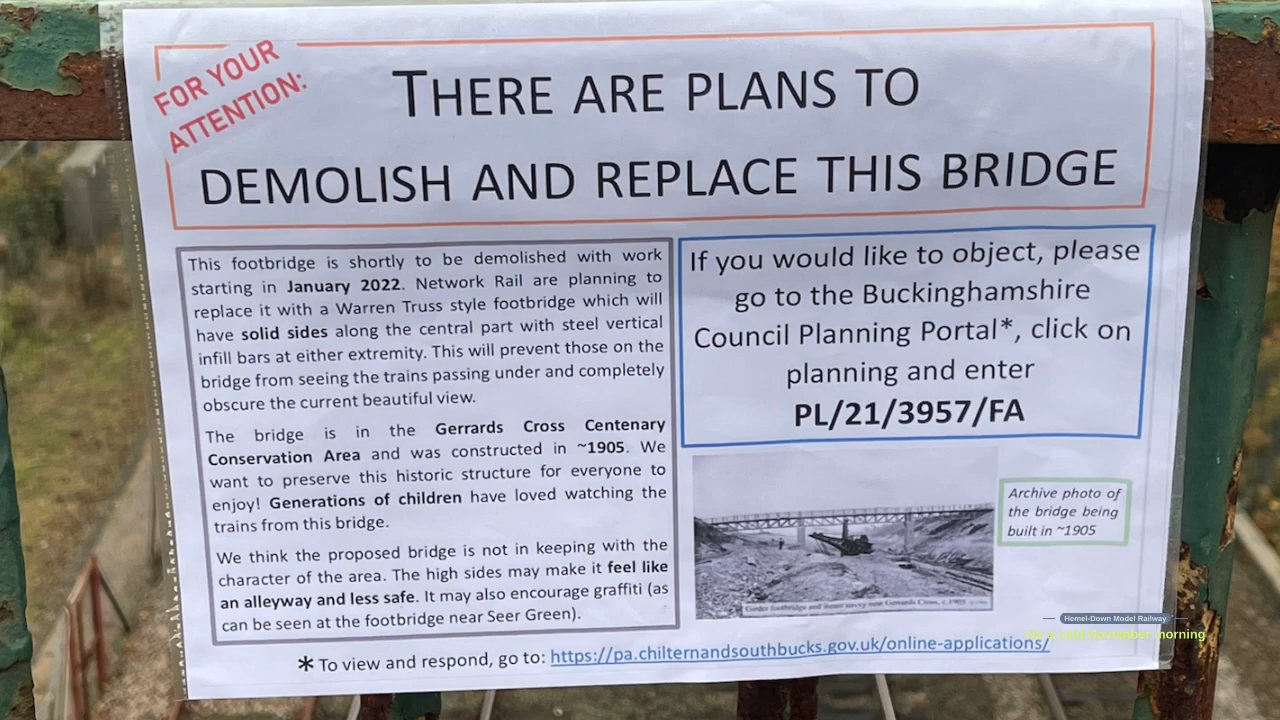 FOR YOUR
ATTENTION:
THERE ARE PLANS TO
DEMOLISH AND REPLACE THIS BRIDGE
This footbridge is shortly to be demolished with work
starting in January 2022. Network Rail are planning to
replace it with a Warren Truss style footbridge which will
have solid sides along the central part with steel vertical
infill bars at either extremity. This will prevent those on the
bridge from seeing the trains passing under and completely
obscure the current beautiful view.
The bridge is in the Gerrards Cross Centenary
Conservation Area and was constructed in ~1905. We
want to preserve this historic structure for everyone to
enjoy! Generations of children have loved watching the
trains from this bridge.
We think the proposed bridge is not in keeping with the
character of the area. The high sides may make it feel like
an alleyway and less safe. It may also encourage graffiti (as
can be seen at the footbridge near Seer Green).
If you would like to object, please
go to the Buckinghamshire
Council Planning Portal*, click on
planning and enter
PL/21/3957/FA
Archive photo of
the bridge being
built in ~1905
Girder footbridge and steam navvy near Gerrards Cross, c.1905
* To view and respond, go to: https://pa.chilternandsouthbucks.gov.uk/online-applications/
Hemel-Down Model Railway
On a cold November morning